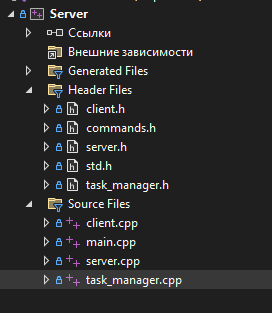 Server
Ссылки
Внешние зависимости
Generated Files
Header Files
client.h
commands.h
server.h
std.h
task_manager.h
Source Files
client.cpp
main.cpp
server.cpp
task_manager.cpp